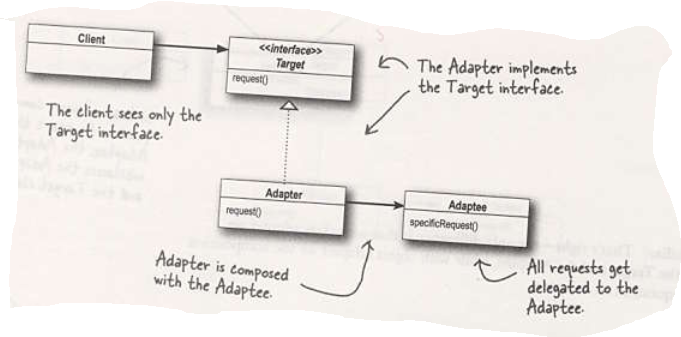 Client
<<interface>>
Target
request()
The Adapter implements
the Target interface.
The client sees only the
Target interface.
Adapter
request()
Adaptee
specificRequest()
Adapter is composed
with the Adaptee.
All requests get
delegated to the
Adaptee.